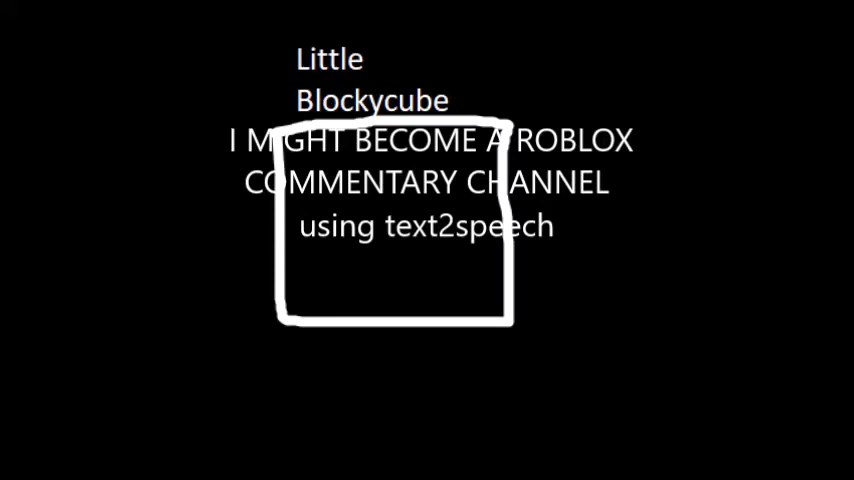 Little
Blockycube
I MIGHT BECOME A ROBLOX
COMMENTARY CHANNEL
using text2speech